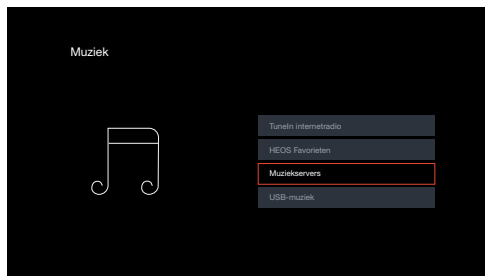 Muziek
TuneIn internetradio
HEOS Favorieten
Muziekservers
USB-muziek